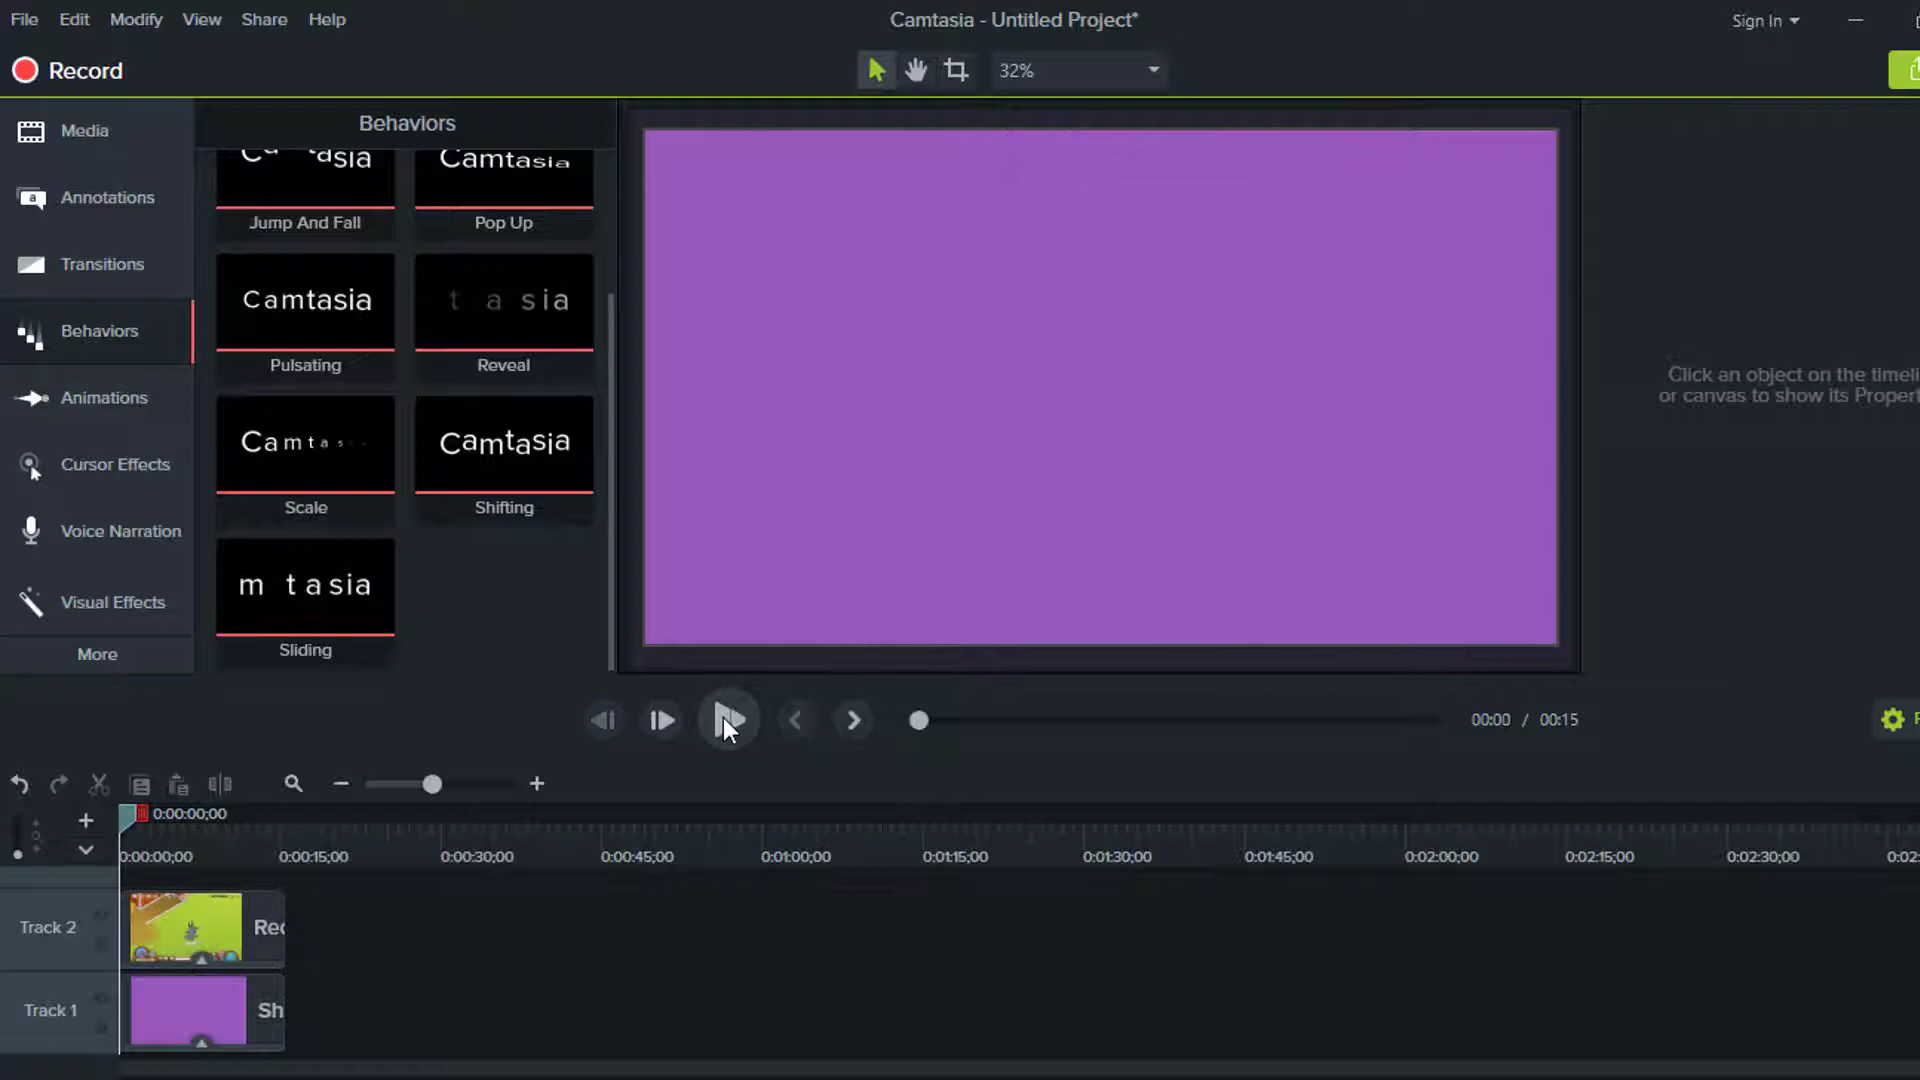 File Edit Modify View Share Help
Camtasia - Untitled Project*
Sign In
Record
32%
Media
Annotations
Transitions
Behaviors
Animations
Cursor Effects
Voice Narration
Visual Effects
More
Behaviors
Camtasia
Jump And Fall
Pop Up
Camtasia
t a sia
Pulsating
Reveal
Camtas
Camtasia
Scale
Shifting
m t a sia
Sliding
Click an object on the timeli
or canvas to show its Propert
00:00 / 00:15
0:00:00;00
0:00:00;00 0:00:15;00 0:00:30;00 0:00:45;00 0:01:00;00 0:01:15;00 0:01:30;00 0:01:45;00 0:02:00;00 0:02:15;00 0:02:30;00 0:02:
Track 2
Rec
Track 1
Sh